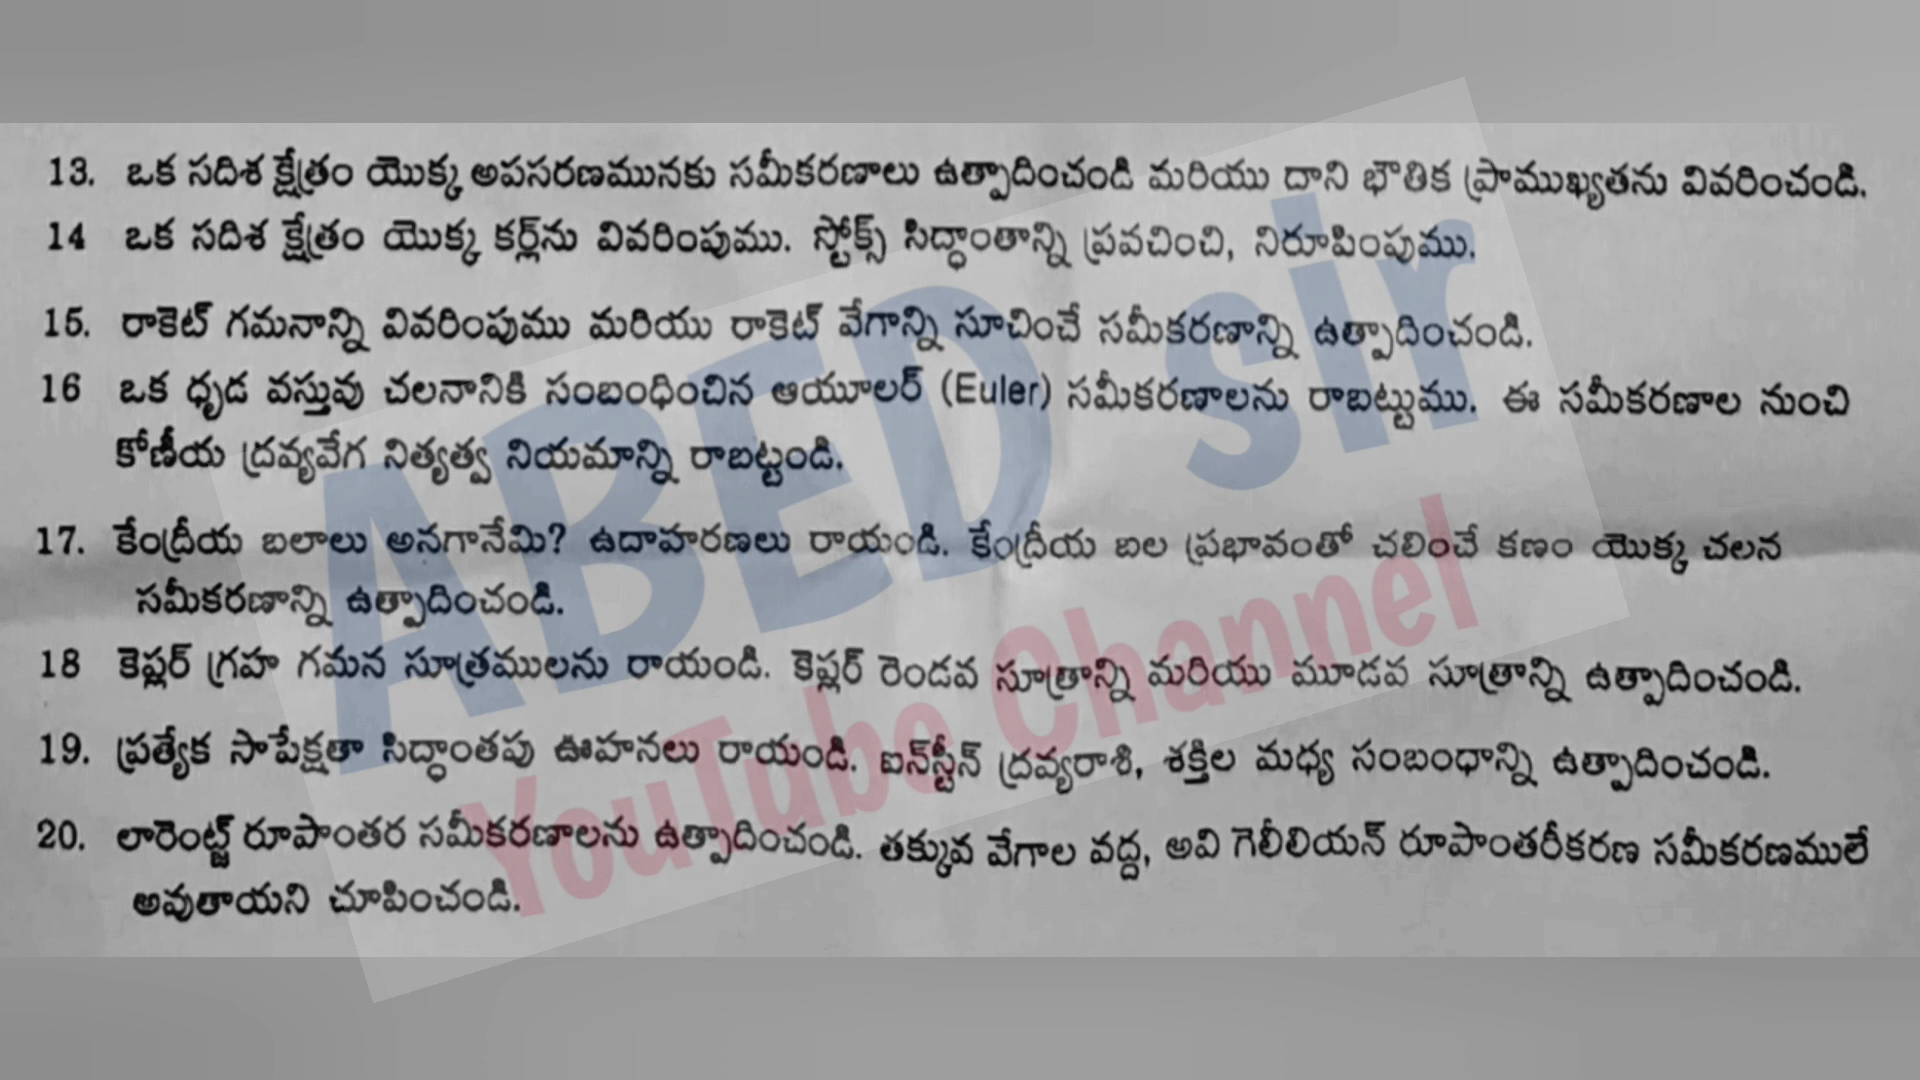 13. ఒక సదిశ క్షేత్రం యొక్క అపసరణమునకు సమీకరణాలు ఉత్పాదించండి మరియు దాని భౌతిక ప్రాముఖ్యతను వివరించండి.
14 ఒక సదిశ క్షేత్రం యొక్క కర్ల్‌ను వివరింపుము. స్టోక్స్ సిద్ధాంతాన్ని ప్రవచించి, నిరూపింపుము.
15. రాకెట్ గమనాన్ని వివరింపుము మరియు రాకెట్ వేగాన్ని సూచించే సమీకరణాన్ని ఉత్పాదించండి.
16 ఒక ధృడ వస్తువు చలనానికి సంబంధించిన ఆయూలర్ (Euler) సమీకరణాలను రాబట్టుము. ఈ సమీకరణాల నుంచి
కోణీయ ద్రవ్యవేగ నిత్యత్వ నియమాన్ని రాబట్టండి.
17. కేంద్రీయ బలాలు అనగానేమి? ఉదాహరణలు రాయండి. కేంద్రీయ బల ప్రభావంతో చలించే కణం యొక్క చలన
సమీకరణాన్ని ఉత్పాదించండి.
18 కెప్లర్ గ్రహ గమన సూత్రములను రాయండి. కెప్లర్ రెండవ సూత్రాన్ని మరియు మూడవ సూత్రాన్ని ఉత్పాదించండి.
19. ప్రత్యేక సాపేక్షతా సిద్ధాంతపు ఊహనలు రాయండి. ఐన్‌స్టీన్ ద్రవ్యరాశి, శక్తిల మధ్య సంబంధాన్ని ఉత్పాదించండి.
20. లారెంట్జ్ రూపాంతర సమీకరణాలను ఉత్పాదించండి. తక్కువ వేగాల వద్ద, అవి గెలీలియన్ రూపాంతరీకరణ సమీకరణములే
అవుతాయని చూపించండి.
ABED sir
YouTube Channel